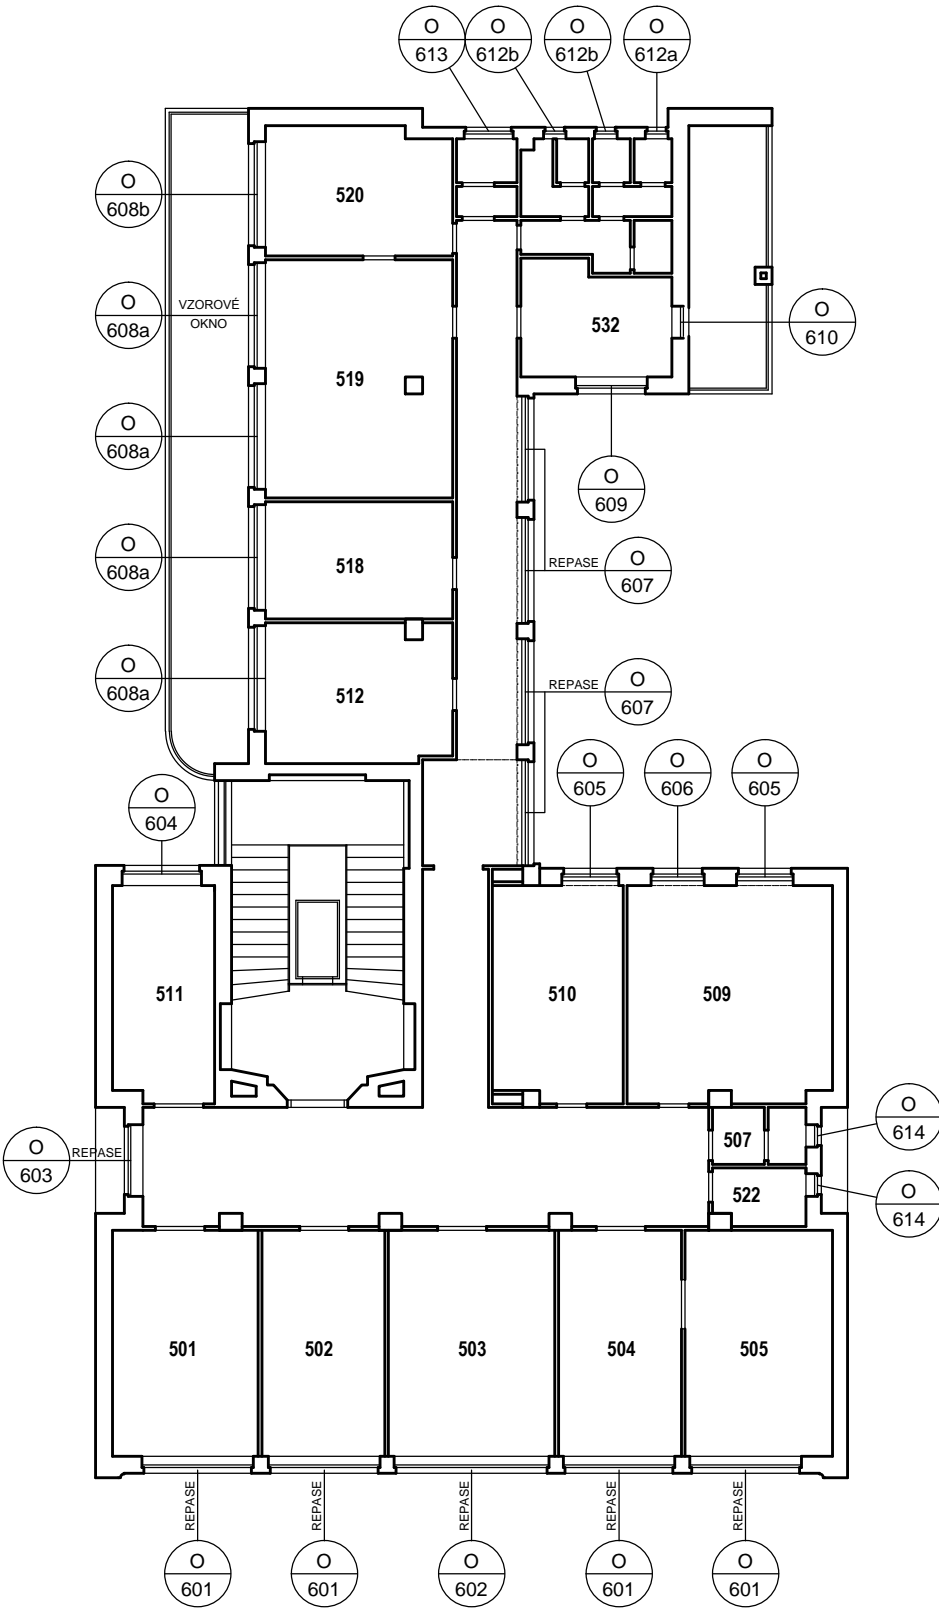 O
613
O
612b
O
612b
O
612a
O
608b
520
O
608a
VZOROVÉ
OKNO
532
O
610
519
O
608a
O
609
O
608a
518
REPASE
O
607
O
608a
512
REPASE
O
607
O
604
O
605
O
606
O
605
511
510
509
O
603
REPASE
507
O
614
522
O
614
501
502
503
504
505
REPASE
REPASE
REPASE
REPASE
REPASE
O
601
O
601
O
602
O
601
O
601